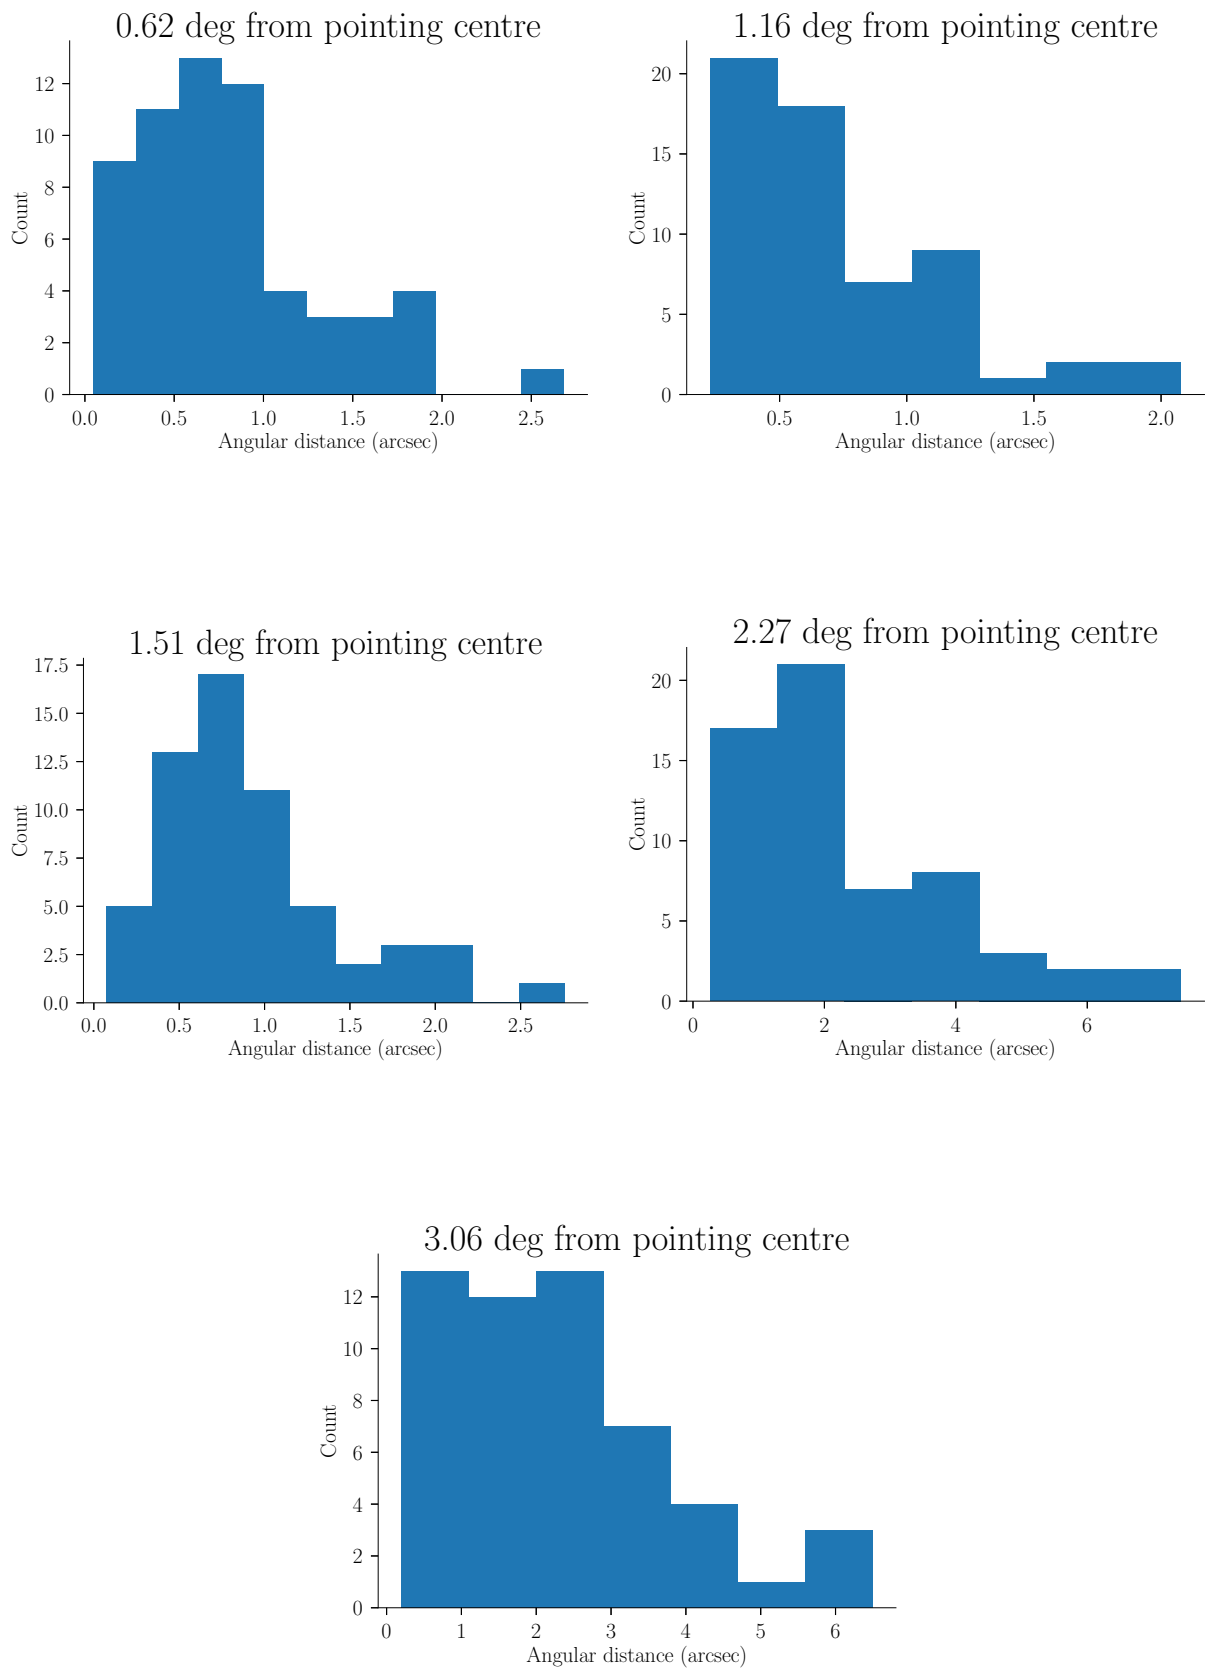 0.62 deg from pointing centre
12
10
8
6
4
2
0
Count
0.0 0.5 1.0 1.5 2.0 2.5
Angular distance (arcsec)
1.16 deg from pointing centre
20
15
10
5
0
Count
0.5 1.0 1.5 2.0
Angular distance (arcsec)
1.51 deg from pointing centre
17.5
15.0
12.5
10.0
7.5
5.0
2.5
0.0
Count
0.0 0.5 1.0 1.5 2.0 2.5
Angular distance (arcsec)
2.27 deg from pointing centre
20
15
10
5
0
Count
0 2 4 6
Angular distance (arcsec)
3.06 deg from pointing centre
12
10
8
6
4
2
0
Count
0 1 2 3 4 5 6
Angular distance (arcsec)